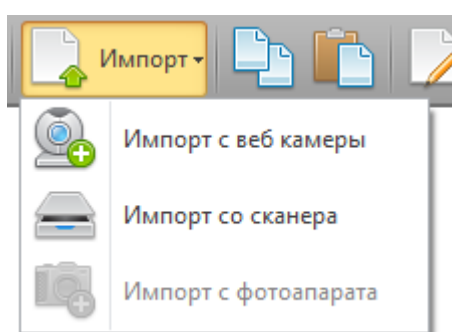 Импорт
Импорт с веб камеры
Импорт со сканера
Импорт с фотоапарата